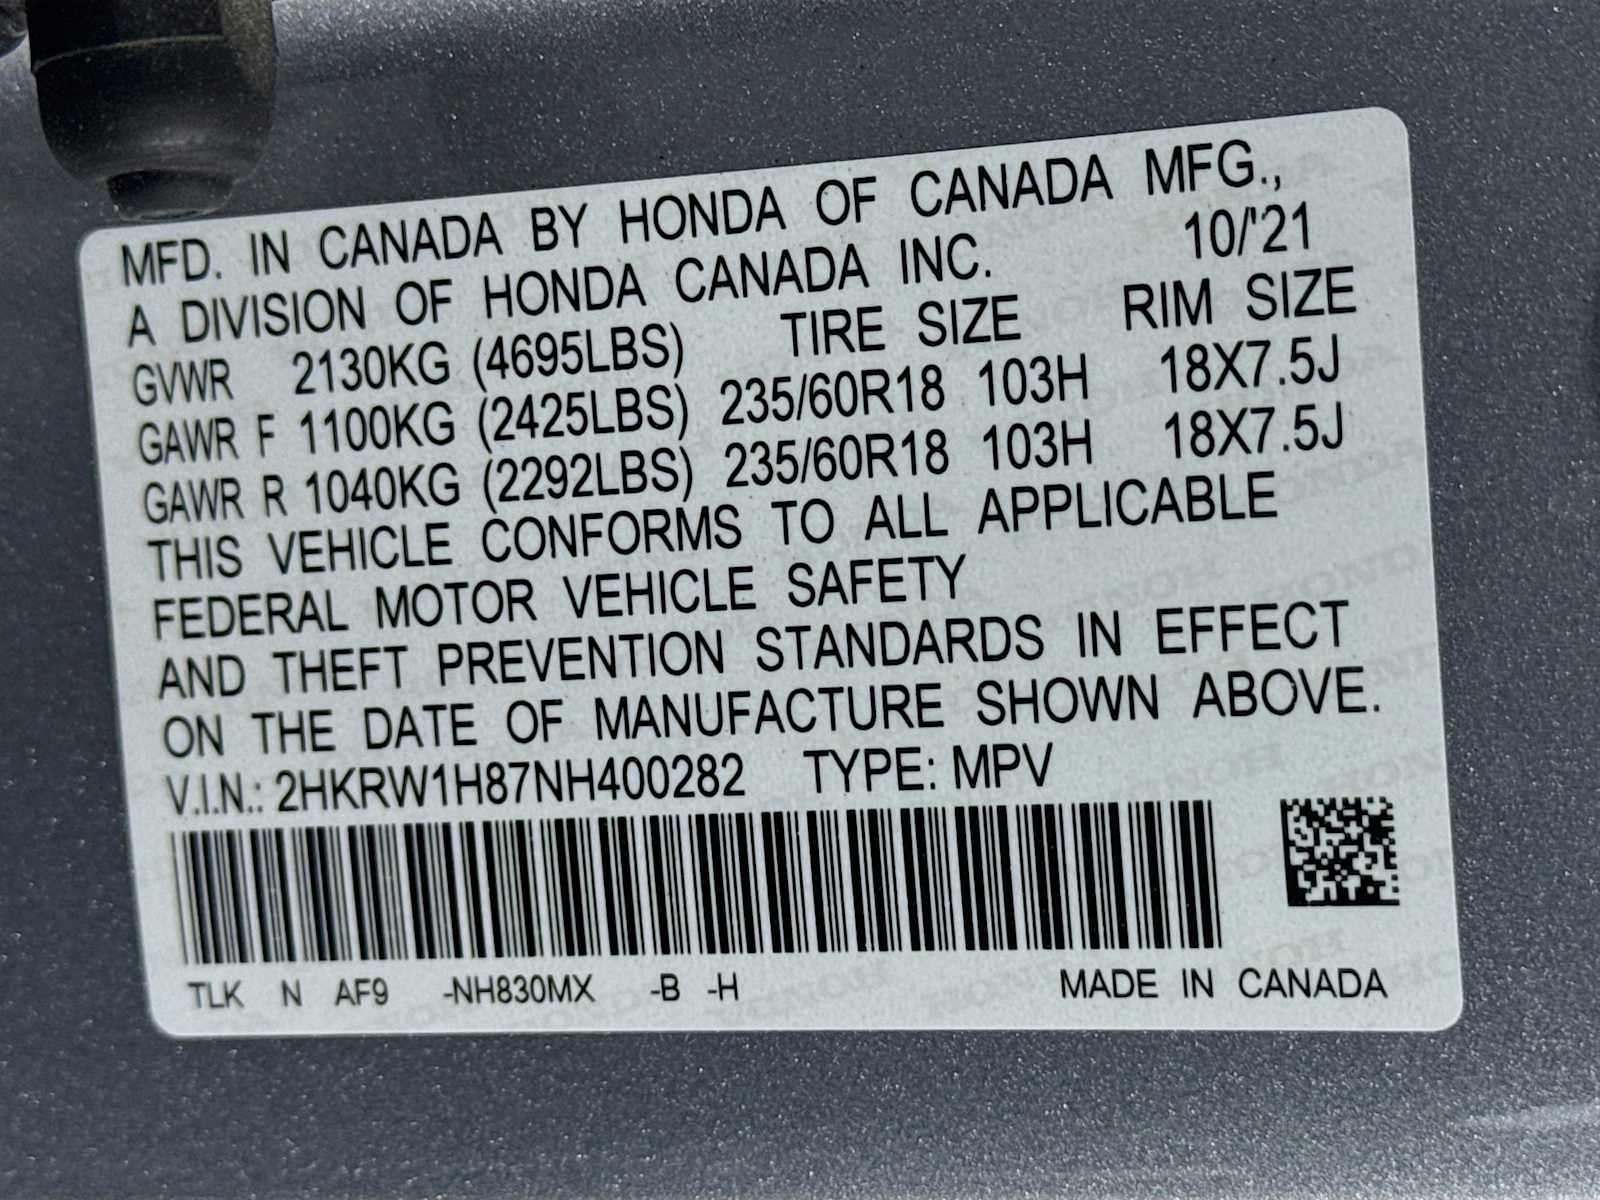 MFD. IN CANADA BY HONDA OF CANADA MFG.,
A DIVISION OF HONDA CANADA INC. 10/'21
GVWR 2130KG (4695LBS) TIRE SIZE RIM SIZE
GAWR F 1100KG (2425LBS) 235/60R18 103H 18X7.5J
GAWR R 1040KG (2292LBS) 235/60R18 103H 18X7.5J
THIS VEHICLE CONFORMS TO ALL APPLICABLE
FEDERAL MOTOR VEHICLE SAFETY
AND THEFT PREVENTION STANDARDS IN EFFECT
ON THE DATE OF MANUFACTURE SHOWN ABOVE.
V.I.N.: 2HKRW1H87NH400282 TYPE: MPV
TLK N AF9 -NH830MX -B -H MADE IN CANADA